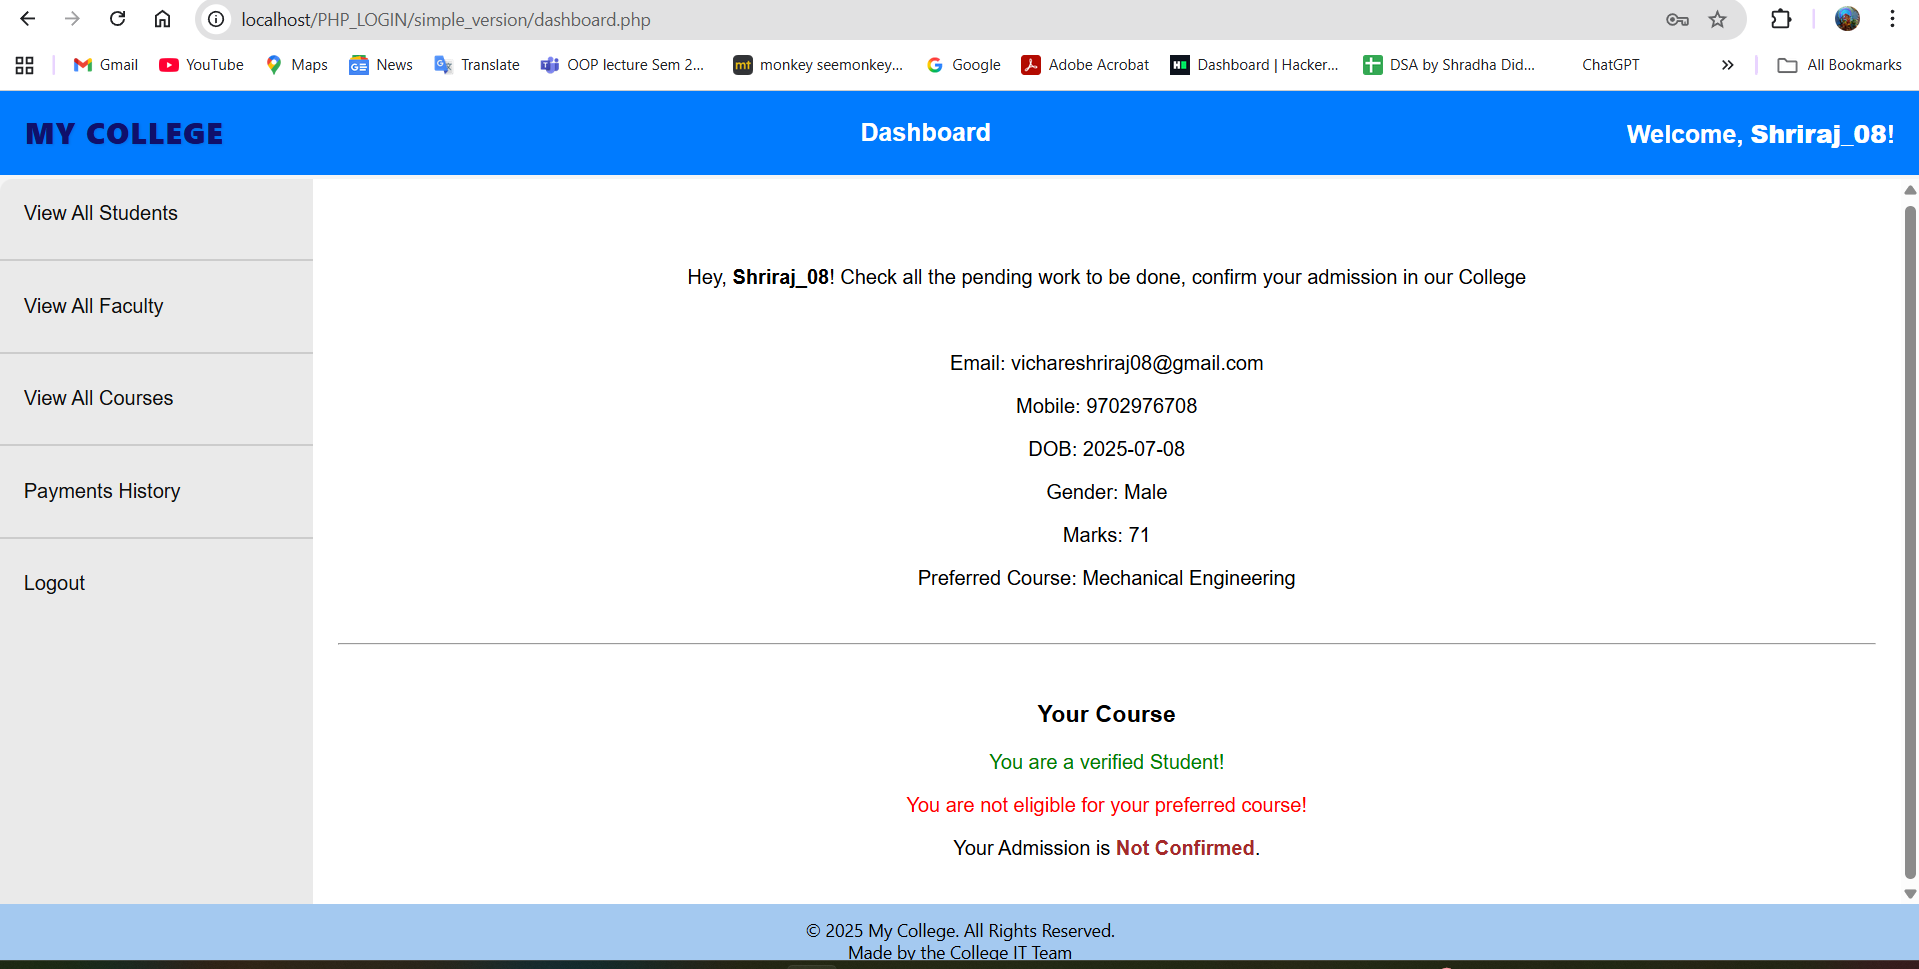 localhost/PHP_LOGIN/simple_version/dashboard.php
Gmail YouTube Maps News Translate OOP lecture Sem 2... mt monkey seemonkey... Google Adobe Acrobat H Dashboard | Hacker... DSA by Shradha Did... ChatGPT » All Bookmarks
MY COLLEGE Dashboard Welcome, Shriraj_08!
View All Students
View All Faculty
View All Courses
Payments History
Logout
Hey, Shriraj_08! Check all the pending work to be done, confirm your admission in our College
Email: vichareshriraj08@gmail.com
Mobile: 9702976708
DOB: 2025-07-08
Gender: Male
Marks: 71
Preferred Course: Mechanical Engineering
Your Course
You are a verified Student!
You are not eligible for your preferred course!
Your Admission is Not Confirmed.
© 2025 My College. All Rights Reserved.
Made by the College IT Team